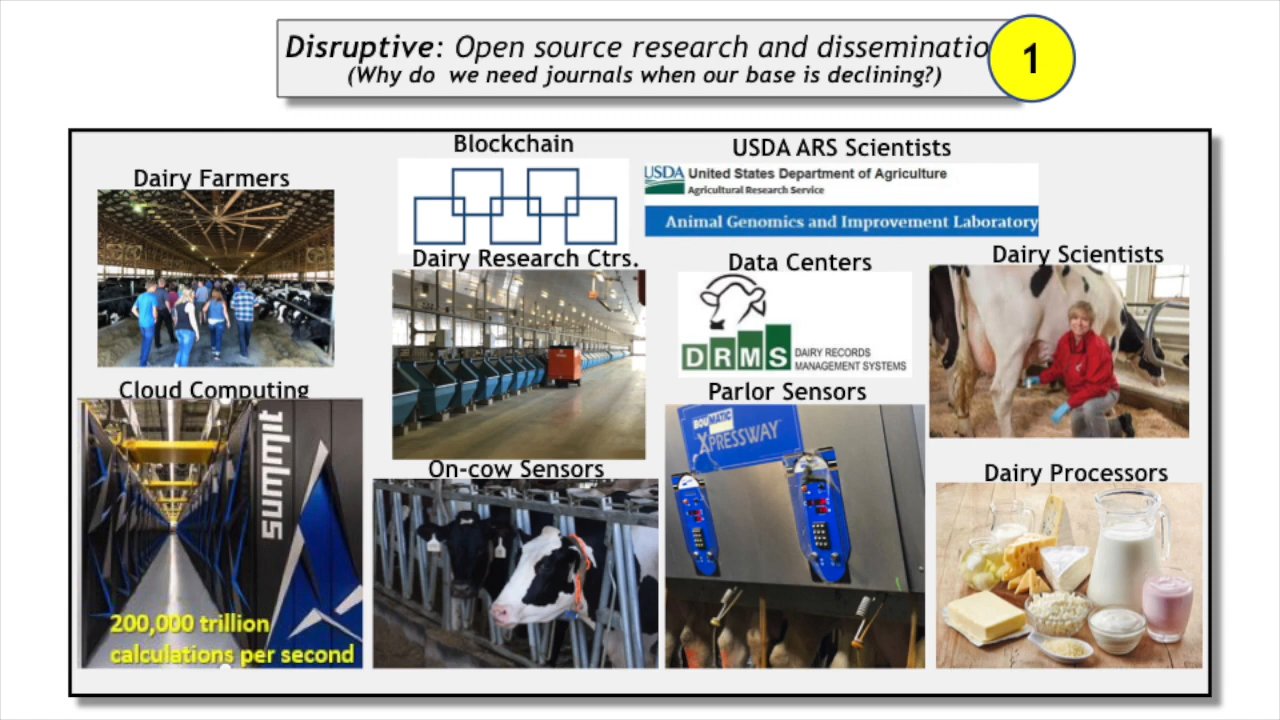 Disruptive: Open source research and disseminatio
(Why do we need journals when our base is declining?)
1
Blockchain
USDA ARS Scientists
Dairy Farmers
USDA United States Department of Agriculture
Agricultural Research Service
Animal Genomics and Improvement Laboratory
Dairy Research Ctrs.
Data Centers
Dairy Scientists
DRMS DAIRY RECORDS
MANAGEMENT SYSTEMS
Cloud Computing
Parlor Sensors
summit
BOUMATIC
XPRESSWAY
On-cow Sensors
Dairy Processors
200,000 trillion
calculations per second